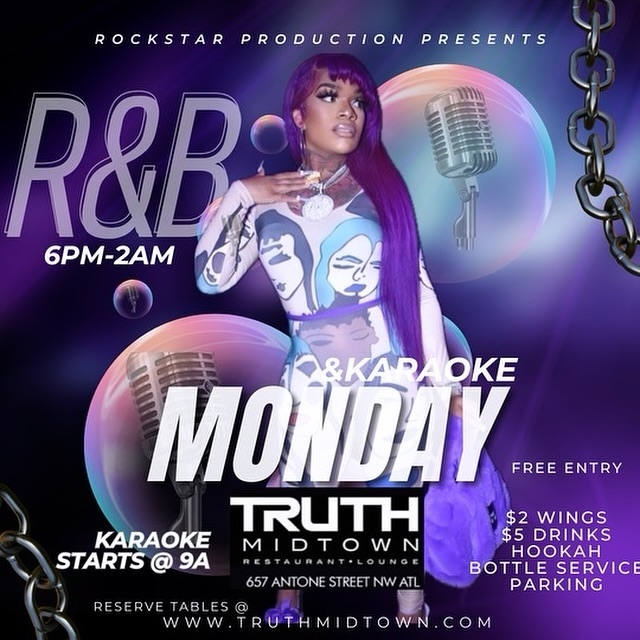 ROCKSTAR PRODUCTION PRESENTS
R&B
6PM-2AM
&KARAOKE
MONDAY
FREE ENTRY
TRUTH
MIDTOWN
RESTAURANT•LOUNGE
657 ANTONE STREET NW ATL
KARAOKE
STARTS @ 9A
$2 WINGS
$5 DRINKS
HOOKAH
BOTTLE SERVICE
PARKING
RESERVE TABLES @
WWW.TRUTHMIDTOWN.COM